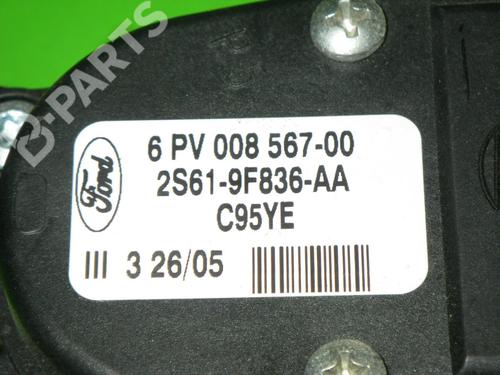 B-PARTS
6 PV 008 567-00
Ford
2S61-9F836-AA
C95YE
III 3 26/05